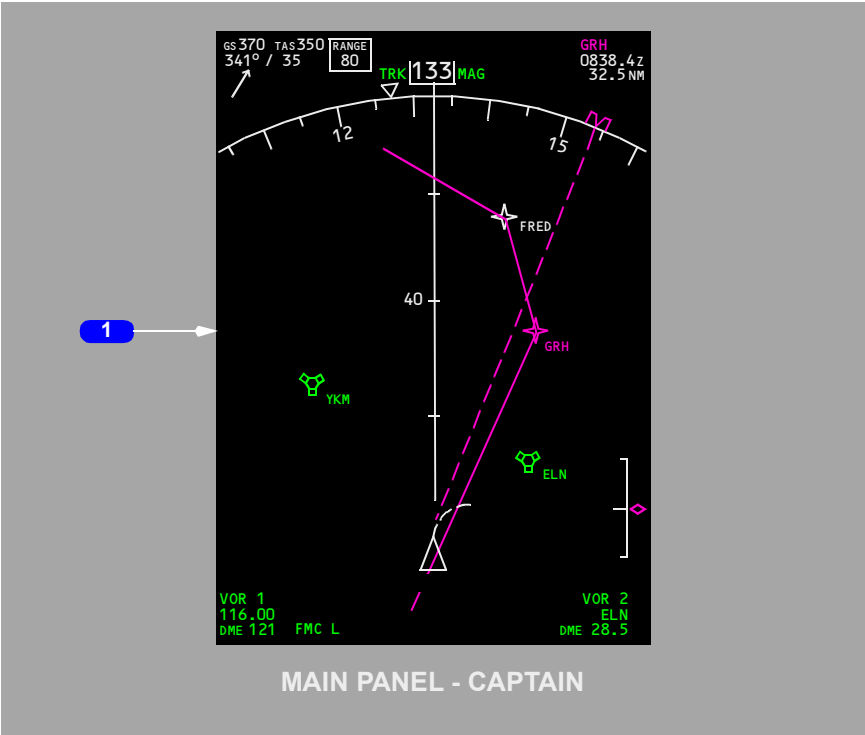 GS370 TAS350
341° / 35
RANGE
80
TRK 133 MAG
GRH
0838.4Z
32.5NM
12
15
FRED
40
GRH
1
YKM
ELN
VOR 1
116.00
DME 121
FMC L
VOR 2
ELN
DME 28.5
MAIN PANEL - CAPTAIN